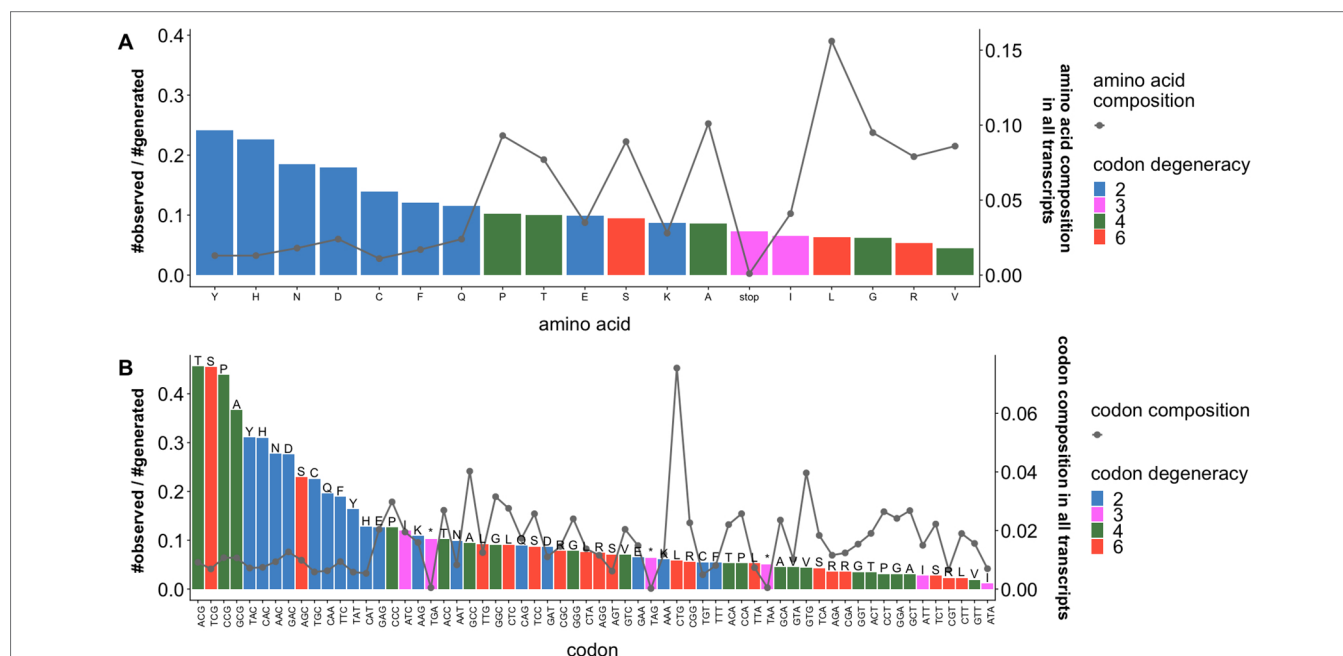 A
0.4
0.3
0.2
0.1
0.0
#observed / #generated
0.15
0.10
0.05
0.00
amino acid composition
in all transcripts
Y H N D C F Q P T E S K A stop I L G R V
amino acid
amino acid
composition
codon degeneracy
2
3
4
6
B
0.4
0.3
0.2
0.1
0.0
#observed / #generated
T S P A Y H N D S C Q F Y H E P I K * T N A L G L Q S D R G L R S V E * K L R C F T P L * A V V S R R G T P G A I S R L V I
0.06
0.04
0.02
0.00
codon composition in all transcripts
ACG TCG CCG GCG TAC CAC AAC GAC AGC TGC CAA TTC TAT CAT GAG CCC ATC AAG TGA ACC AAT GCC TTG GGC CTC CAG TCC GAT CGC GGG CTA AGG AGT GTC GAA TAG AAA CTG CGG TGT TTT ACA CCA TTA TAA GCA GTA GTG TCA AGA CGA GGT ACT CCT GGA GCT ATT TCT CGT CTT GTT ATA
codon
codon composition
codon degeneracy
2
3
4
6